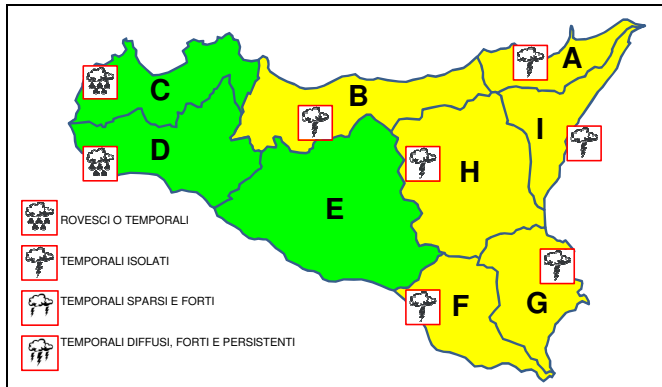 A
B
C
I
D
H
E
ROVESCI O TEMPORALI
TEMPORALI ISOLATI
TEMPORALI SPARSI E FORTI
F
G
TEMPORALI DIFFUSI, FORTI E PERSISTENTI